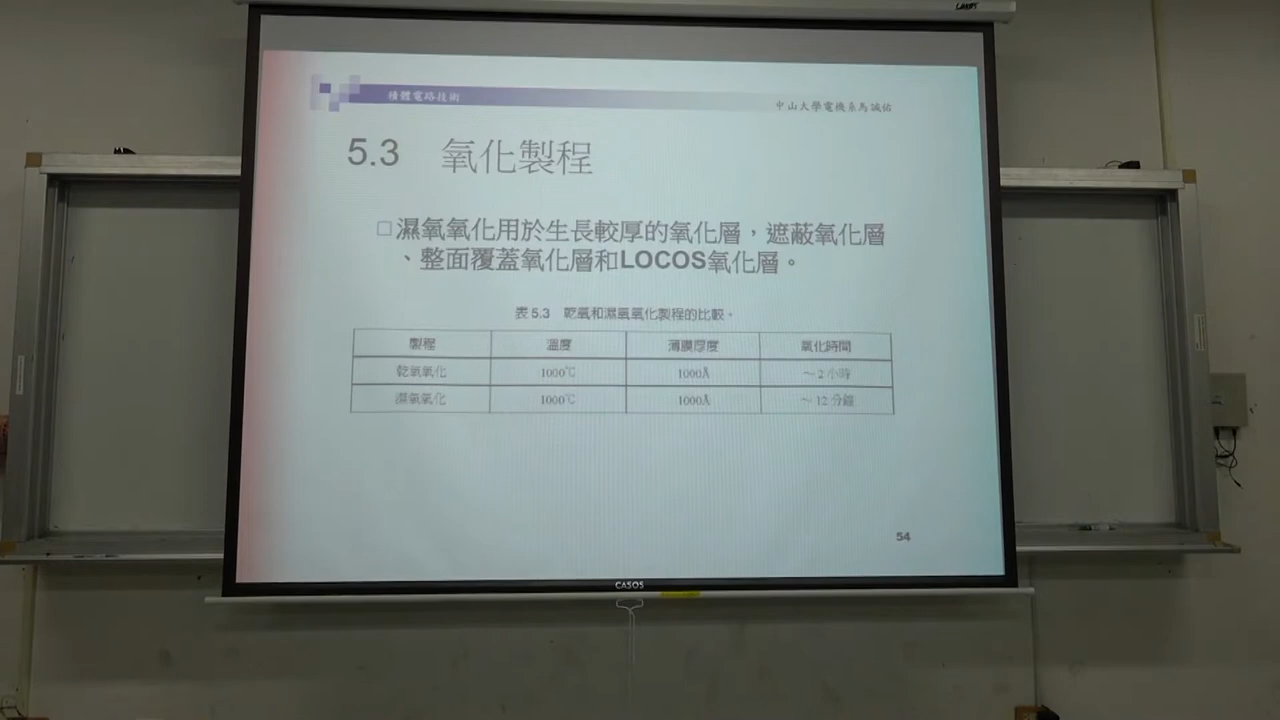 積體電路技術
中山大學電機系馬誠佑
5.3 氧化製程
□濕氧氧化用於生長較厚的氧化層，遮蔽氧化層
、整面覆蓋氧化層和LOCOS氧化層。
表5.3 乾氧和濕氧氧化製程的比較。
製程 溫度 薄膜厚度 氧化時間
乾氧氧化 1000℃ 1000Å ～2小時
濕氧氧化 1000℃ 1000Å ～12分鐘
54
CASOS